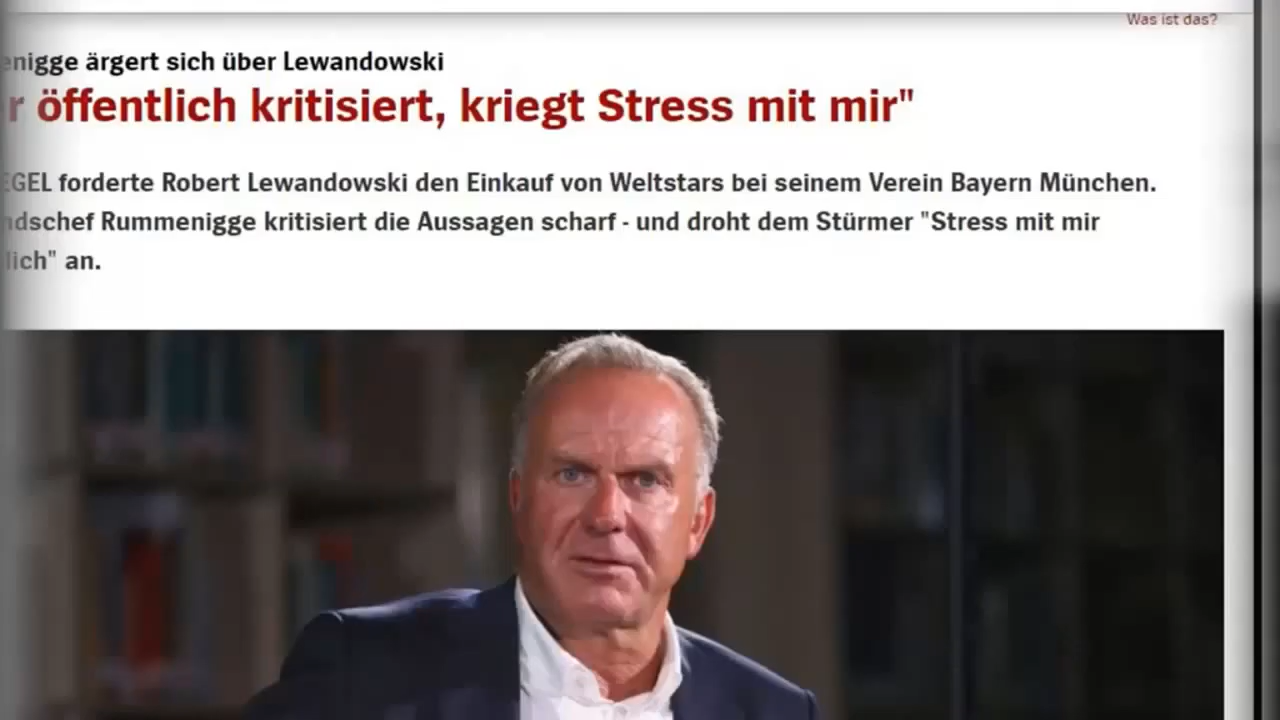 Was ist das?
enigge ärgert sich über Lewandowski
r öffentlich kritisiert, kriegt Stress mit mir"
EGEL forderte Robert Lewandowski den Einkauf von Weltstars bei seinem Verein Bayern München.
ndschef Rummenigge kritisiert die Aussagen scharf - und droht dem Stürmer "Stress mit mir
lich" an.